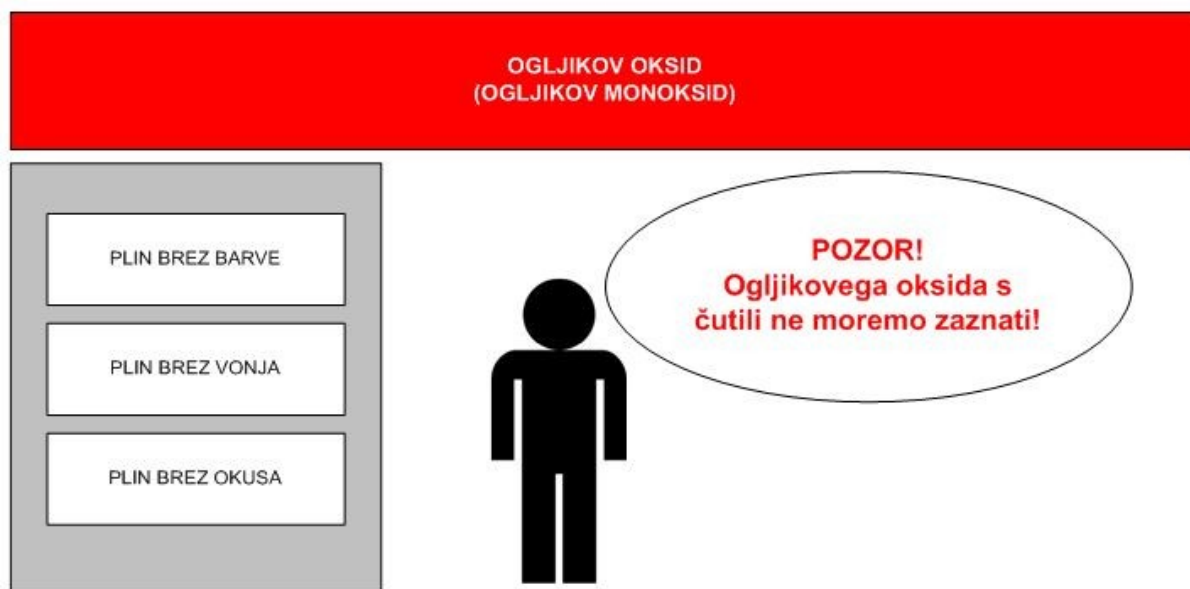 OGLJIKOV OKSID
(OGLJIKOV MONOKSID)
PLIN BREZ BARVE
PLIN BREZ VONJA
PLIN BREZ OKUSA
POZOR!
Ogljikovega oksida s
čutili ne moremo zaznati!